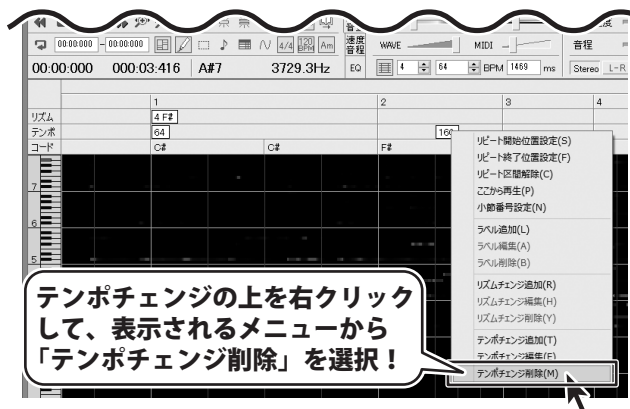 00:00:000 - 00:00:000 4/4 120 BPM Am 速度 音程 WAVE MIDI 音程
00:00:000 000:03:416 A#7 3729.3Hz EQ 4 64 BPM 1469 ms Stereo L-R
1 2 3 4
リズム 4 F#
テンポ 64 160
コード C# C# F#
7
6
5
リピート開始位置設定(S)
リピート終了位置設定(F)
リピート区間解除(C)
ここから再生(P)
小節番号設定(N)
ラベル追加(L)
ラベル編集(A)
ラベル削除(B)
リズムチェンジ追加(R)
リズムチェンジ編集(H)
リズムチェンジ削除(Y)
テンポチェンジ追加(T)
テンポチェンジ編集(E)
テンポチェンジ削除(M)
テンポチェンジの上を右クリック
して、表示されるメニューから
「テンポチェンジ削除」を選択！